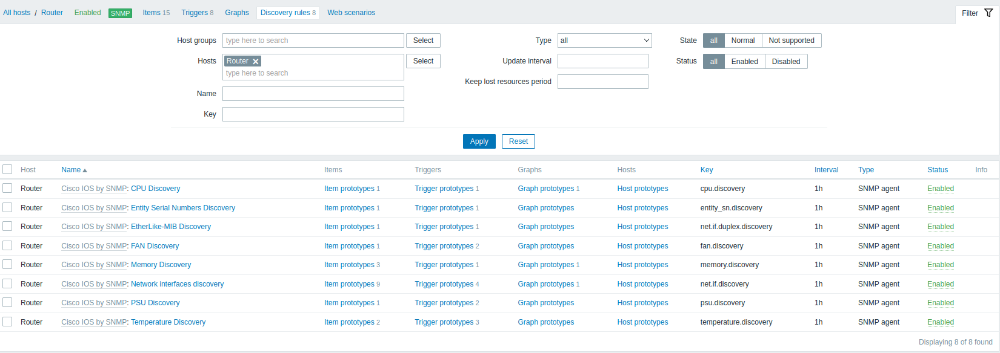 All hosts / Router Enabled SNMP Items 15 Triggers 8 Graphs Discovery rules 8 Web scenarios Filter
Host groups type here to search Select Type all State all Normal Not supported
Hosts Router Select Update interval Status all Enabled Disabled
type here to search
Keep lost resources period
Name
Key
Apply Reset
Host Name Items Triggers Graphs Hosts Key Interval Type Status Info
Router Cisco IOS by SNMP: CPU Discovery Item prototypes 1 Trigger prototypes 1 Graph prototypes 1 Host prototypes cpu.discovery 1h SNMP agent Enabled
Router Cisco IOS by SNMP: Entity Serial Numbers Discovery Item prototypes 1 Trigger prototypes 1 Graph prototypes Host prototypes entity_sn.discovery 1h SNMP agent Enabled
Router Cisco IOS by SNMP: EtherLike-MIB Discovery Item prototypes 1 Trigger prototypes 1 Graph prototypes Host prototypes net.if.duplex.discovery 1h SNMP agent Enabled
Router Cisco IOS by SNMP: FAN Discovery Item prototypes 1 Trigger prototypes 2 Graph prototypes Host prototypes fan.discovery 1h SNMP agent Enabled
Router Cisco IOS by SNMP: Memory Discovery Item prototypes 3 Trigger prototypes 1 Graph prototypes 1 Host prototypes memory.discovery 1h SNMP agent Enabled
Router Cisco IOS by SNMP: Network interfaces discovery Item prototypes 9 Trigger prototypes 4 Graph prototypes 1 Host prototypes net.if.discovery 1h SNMP agent Enabled
Router Cisco IOS by SNMP: PSU Discovery Item prototypes 1 Trigger prototypes 2 Graph prototypes Host prototypes psu.discovery 1h SNMP agent Enabled
Router Cisco IOS by SNMP: Temperature Discovery Item prototypes 2 Trigger prototypes 3 Graph prototypes Host prototypes temperature.discovery 1h SNMP agent Enabled
Displaying 8 of 8 found